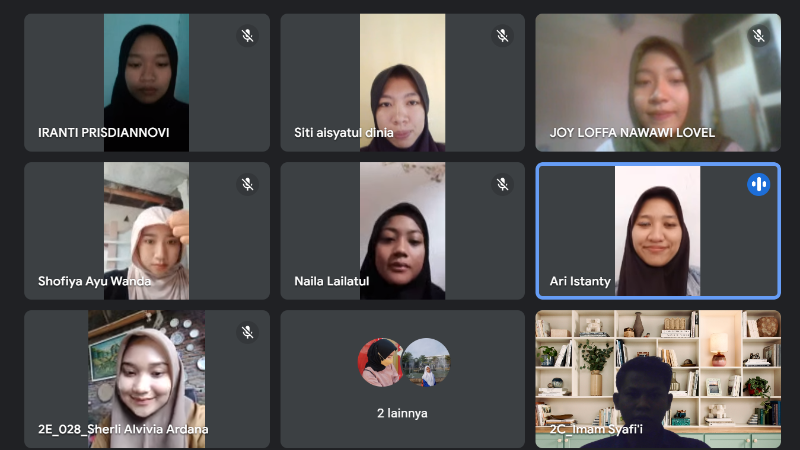 IRANTI PRISDIANNOVI
Siti aisyatul dinia
JOY LOFFA NAWAWI LOVEL
Shofiya Ayu Wanda
Naila Lailatul
Ari Istanty
2E_028_Sherli Alvivia Ardana
2 lainnya
2C_Imam Syafi'i